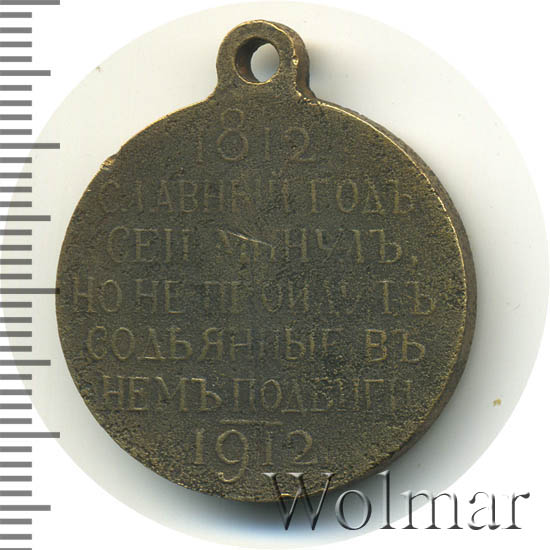 1812
СЛАВНЫЙ ГОДЪ
СЕЙ МИНУЛЪ,
НО НЕ ПРОЙДУТЪ
СОДѢЯННЫЕ ВЪ
НЕМЪ ПОДВИГИ
1912
Wolmar